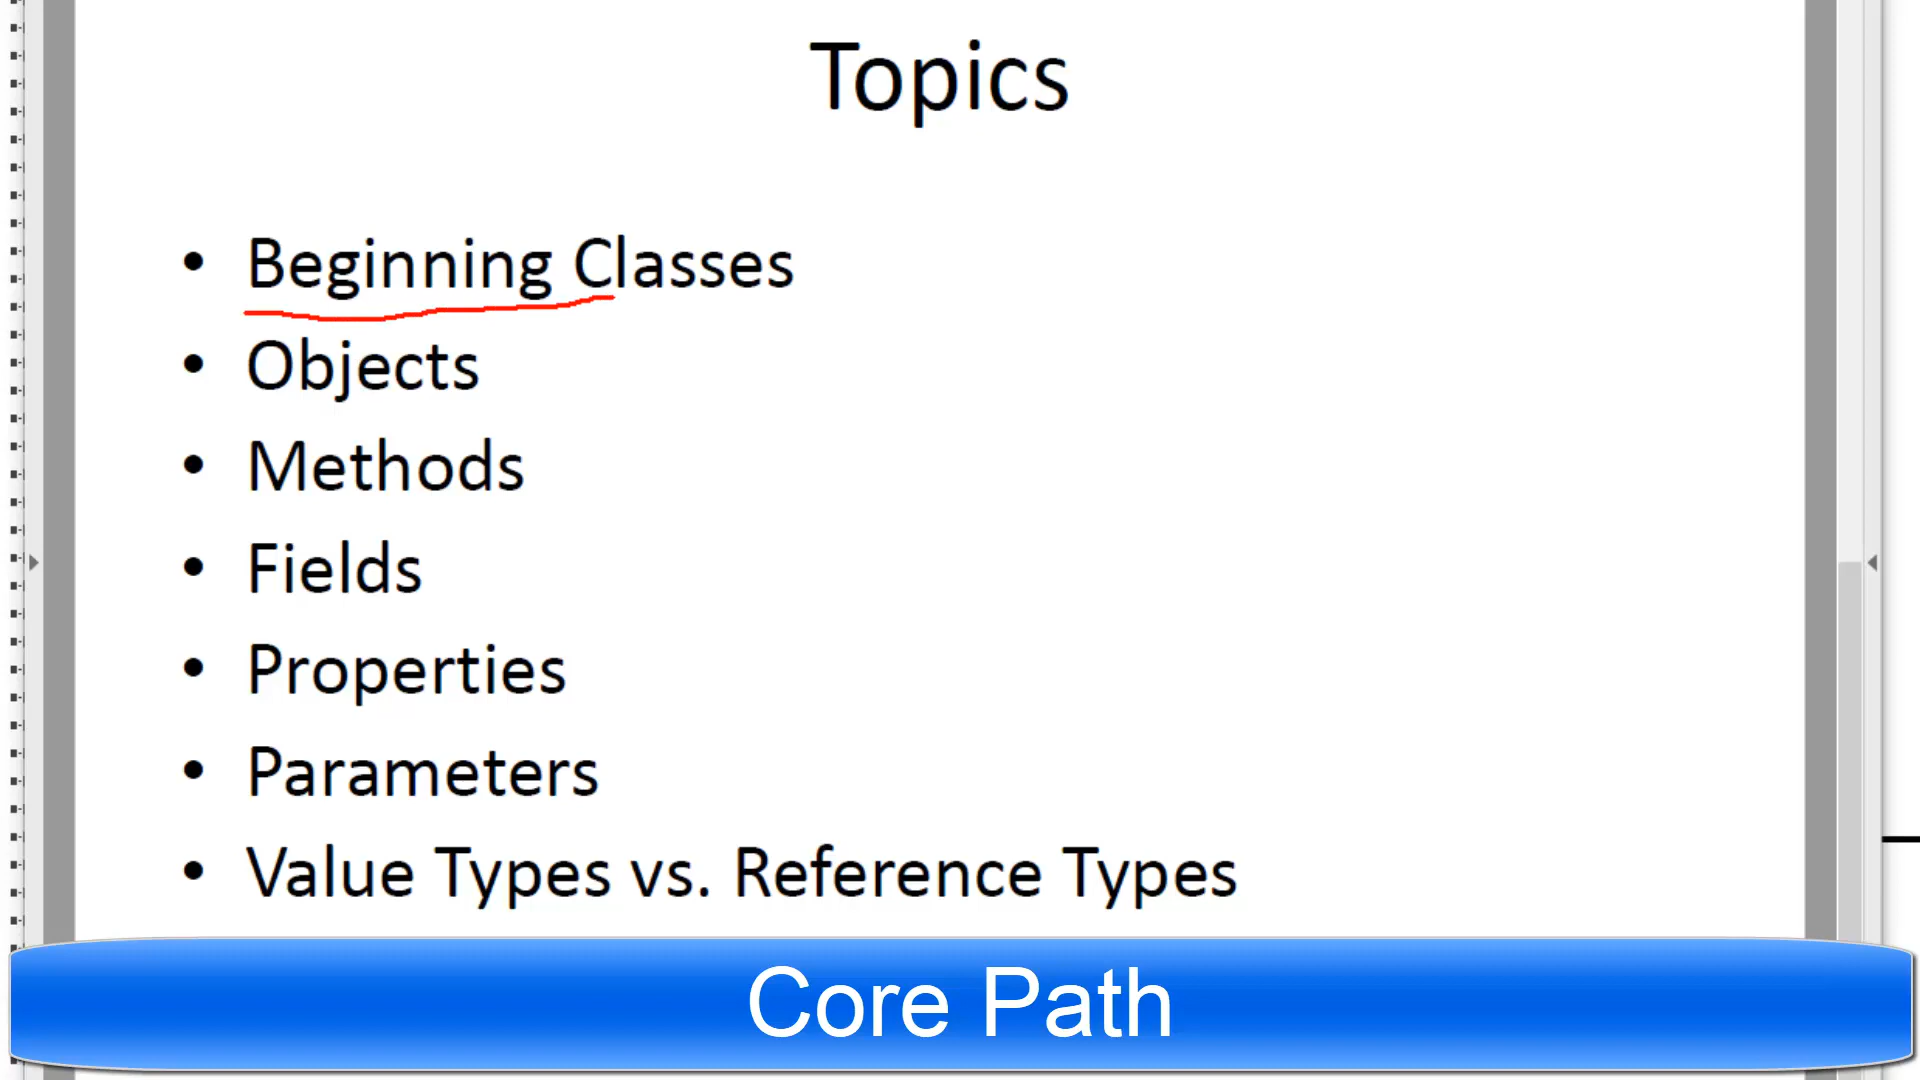 Topics
• Beginning Classes
• Objects
• Methods
• Fields
• Properties
• Parameters
• Value Types vs. Reference Types
Core Path